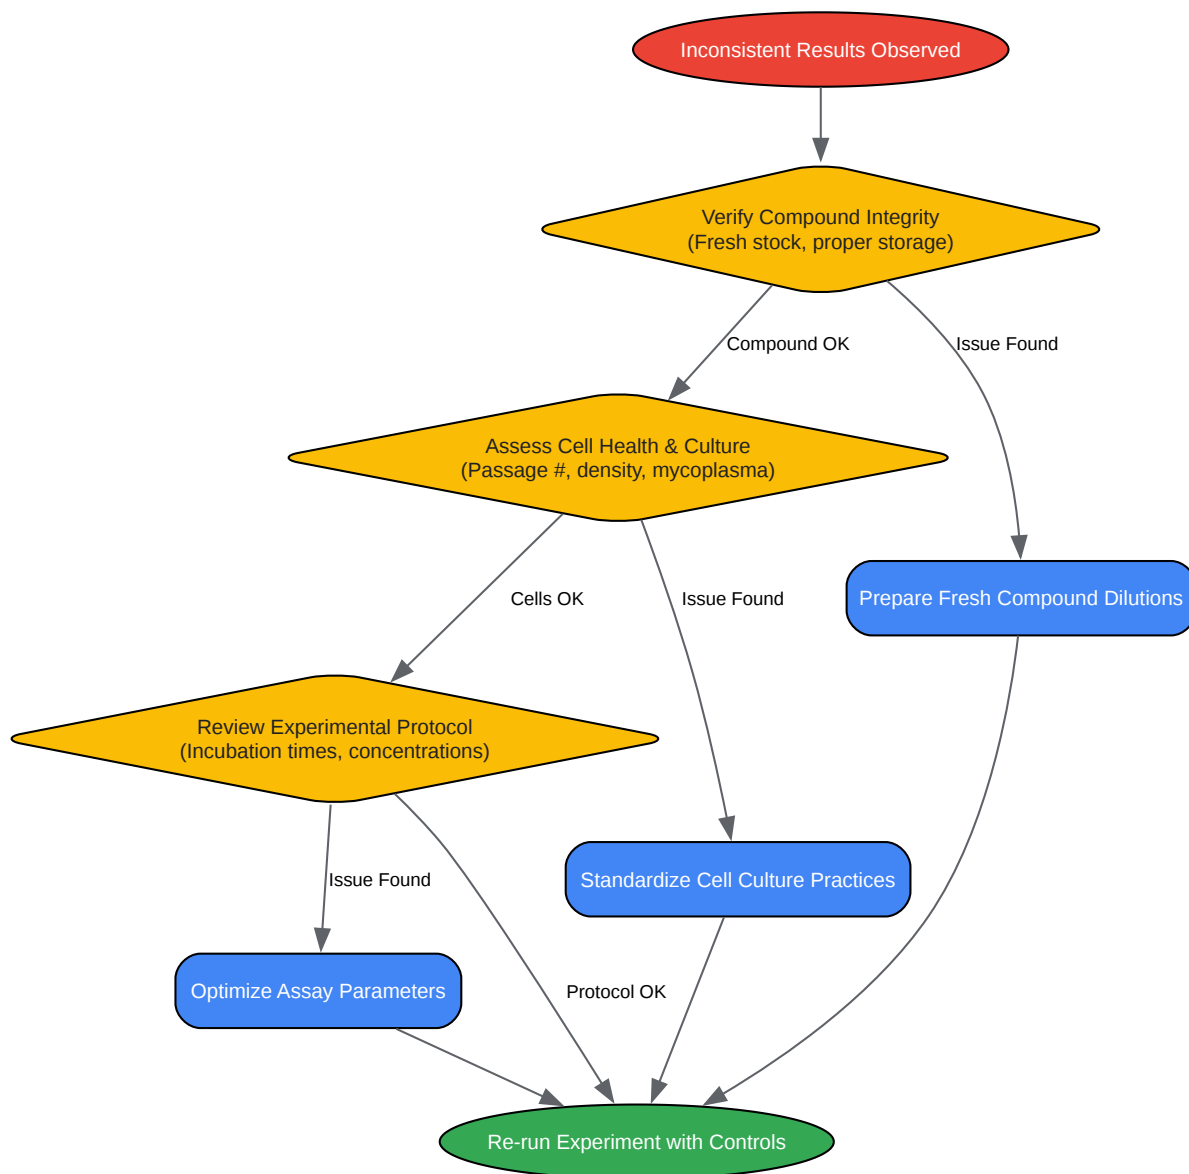 Inconsistent Results Observed
Verify Compound Integrity
(Fresh stock, proper storage)
Compound OK
Issue Found
Assess Cell Health & Culture
(Passage #, density, mycoplasma)
Cells OK
Issue Found
Prepare Fresh Compound Dilutions
Review Experimental Protocol
(Incubation times, concentrations)
Issue Found
Standardize Cell Culture Practices
Optimize Assay Parameters
Protocol OK
Re-run Experiment with Controls